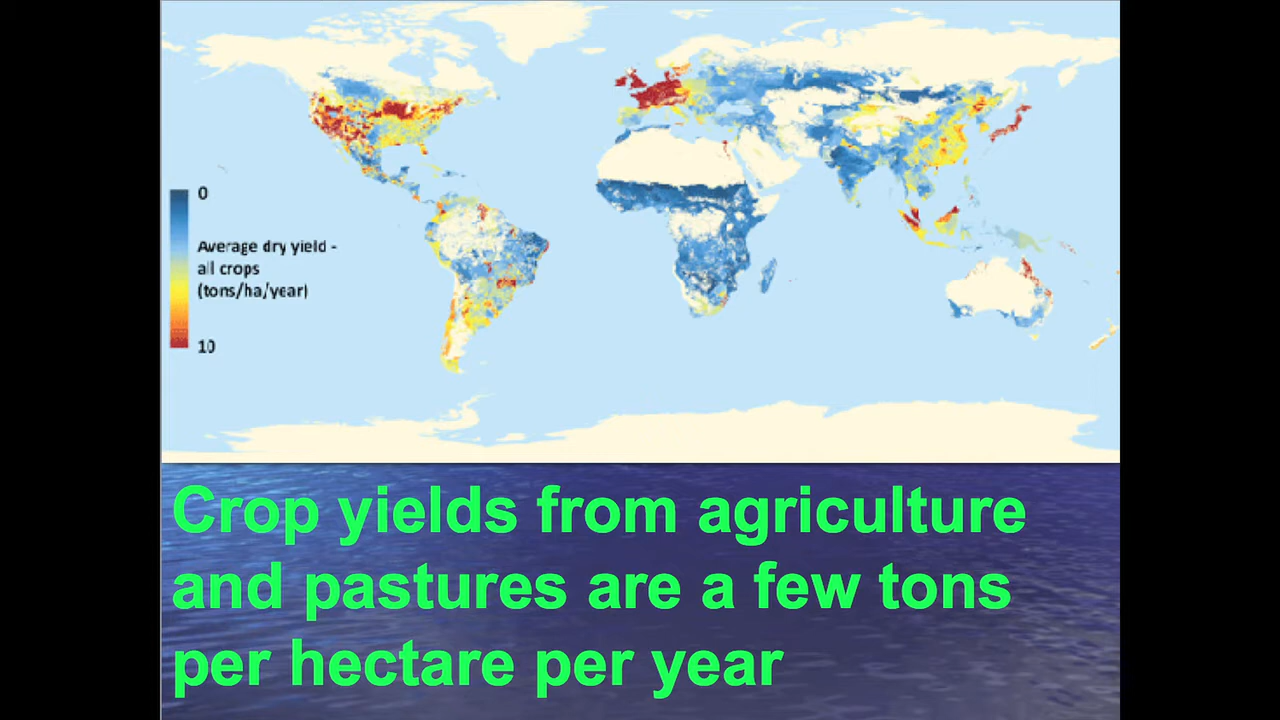 0
Average dry yield -
all crops
(tons/ha/year)
10
Crop yields from agriculture
and pastures are a few tons
per hectare per year